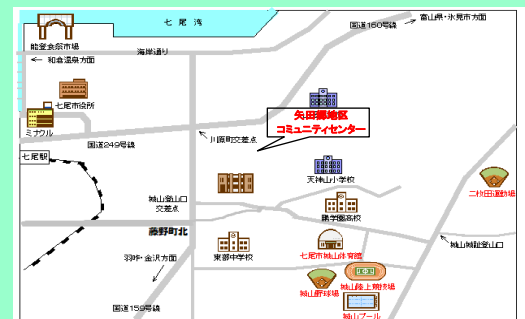 七尾湾
富山県・氷見市方面
国道160号線
能登食祭市場
海岸通り
和倉温泉方面
七尾市役所
矢田郷地区
コミュニティセンター
ミナクル
川原町交差点
国道249号線
七尾駅
天神山小学校
二枚田運動場
城山登山口
交差点
鵬学園高校
藤野町北
東部中学校
七尾市城山体育館
城山城址登山口
羽咋・金沢方面
城山野球場
城山陸上競技場
国道159号線
城山プール